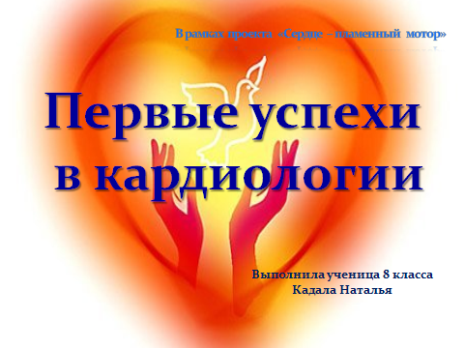 В рамках проекта «Сердце – пламенный мотор»
Первые успехи
в кардиологии
Выполнила ученица 8 класса
Кадала Наталья